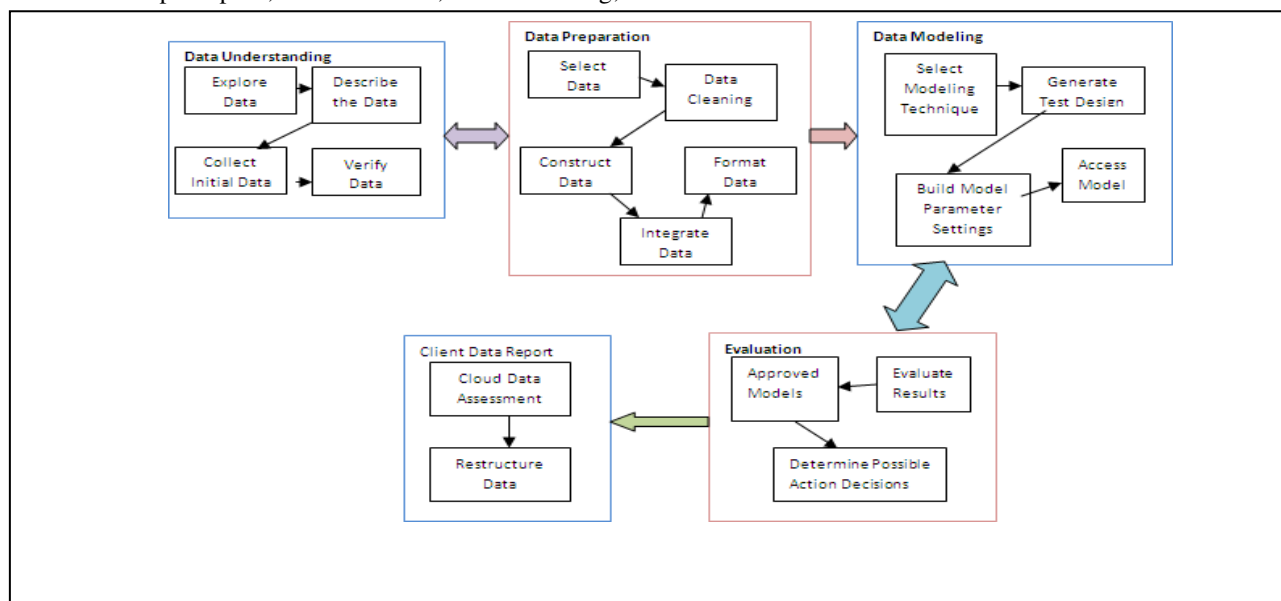 Data Understanding
Explore
Data
Describe
the Data
Collect
Initial Data
Verify
Data
Data Preparation
Select
Data
Data
Cleaning
Construct
Data
Format
Data
Integrate
Data
Data Modeling
Select
Modeling
Technique
Generate
Test Design
Build Model
Parameter
Settings
Access
Model
Client Data Report
Cloud Data
Assessment
Restructure
Data
Evaluation
Approved
Models
Evaluate
Results
Determine Possible
Action Decisions